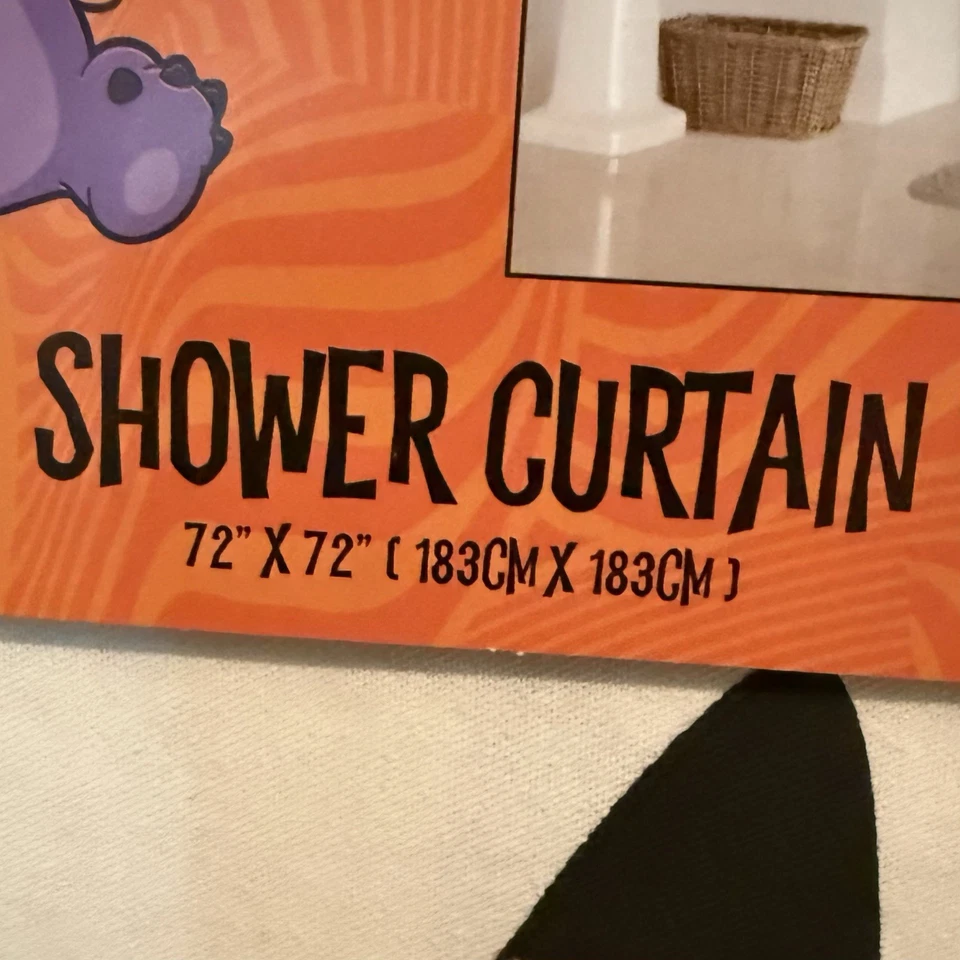 SHOWER CURTAIN
72” X 72” ( 183CM X 183CM )